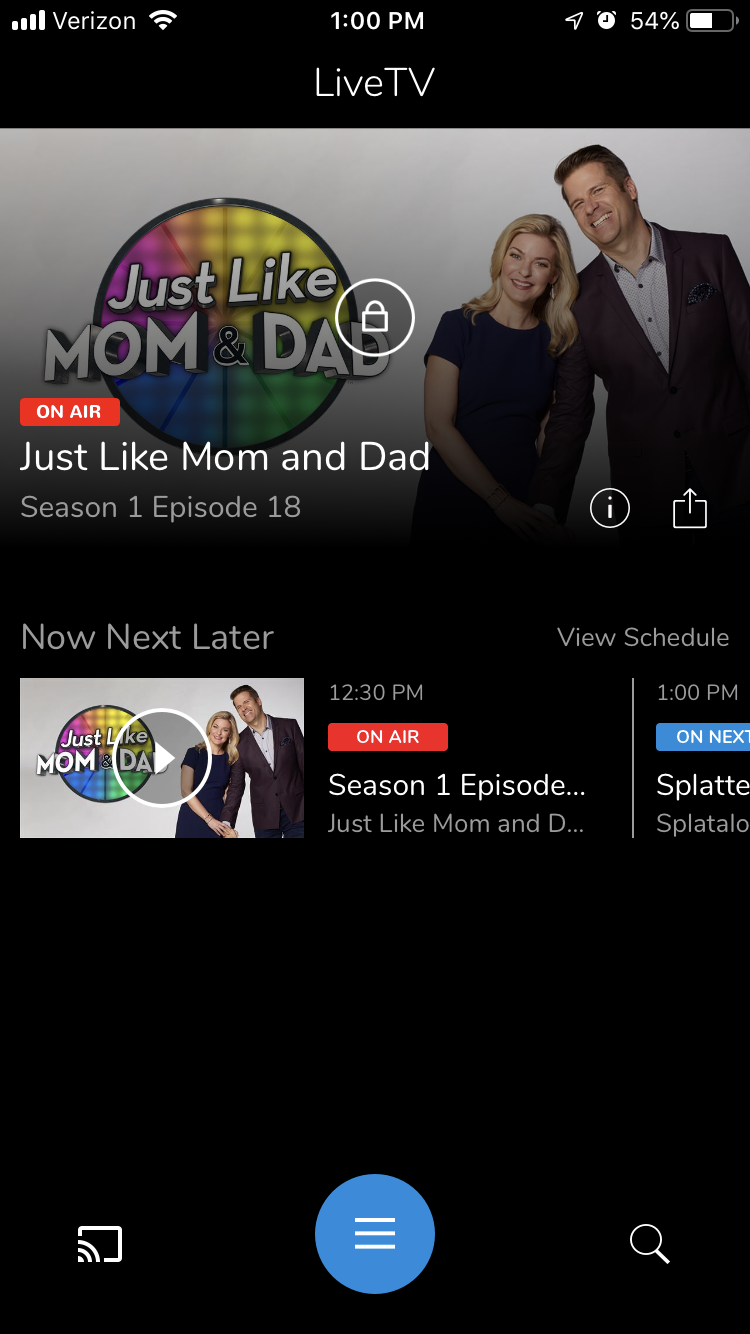 Verizon 1:00 PM 54%
LiveTV
Just Like
MOM & DAD
ON AIR
Just Like Mom and Dad
Season 1 Episode 18
Now Next Later View Schedule
Just Like
MOM & DAD
12:30 PM
ON AIR
Season 1 Episode...
Just Like Mom and D...
1:00 PM
ON NEXT
Splatte
Splatalo